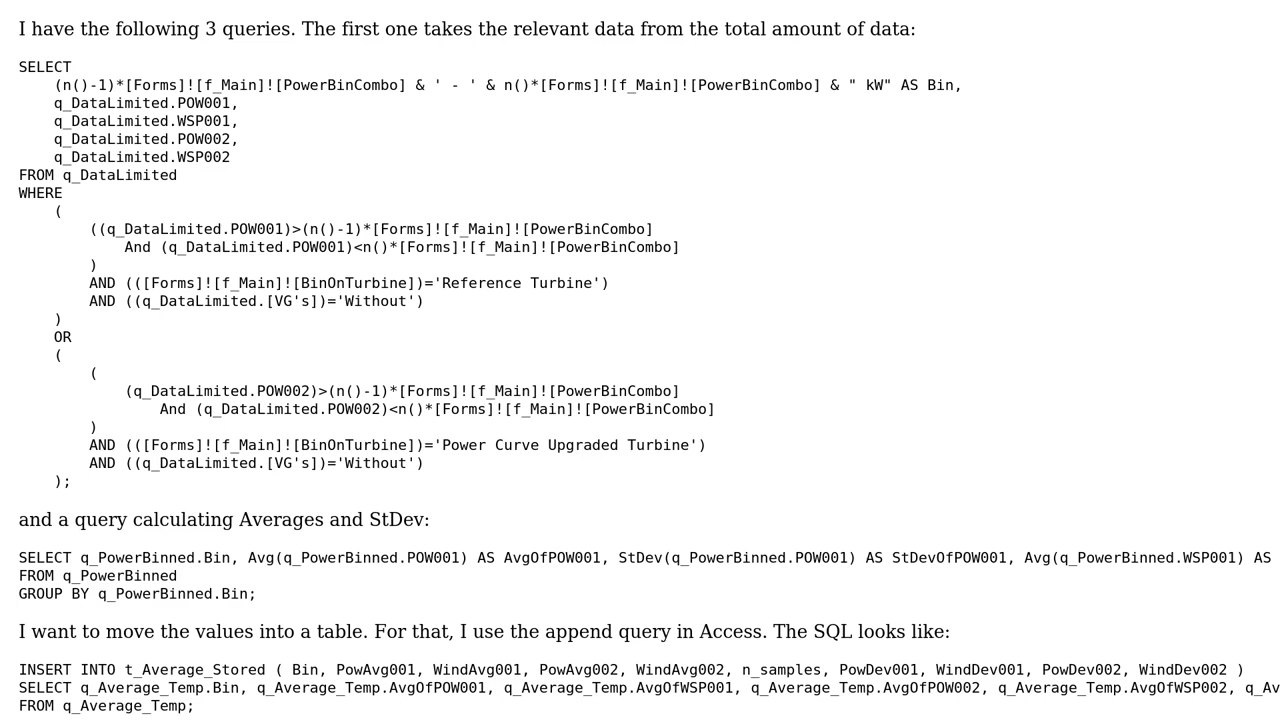 I have the following 3 queries. The first one takes the relevant data from the total amount of data:
SELECT
(n()-1)*[Forms]![f_Main]![PowerBinCombo] & ' - ' & n()*[Forms]![f_Main]![PowerBinCombo] & " kW" AS Bin,
q_DataLimited.POW001,
q_DataLimited.WSP001,
q_DataLimited.POW002,
q_DataLimited.WSP002
FROM q_DataLimited
WHERE
(
((q_DataLimited.POW001)>(n()-1)*[Forms]![f_Main]![PowerBinCombo]
And (q_DataLimited.POW001)<n()*[Forms]![f_Main]![PowerBinCombo]
)
AND (([Forms]![f_Main]![BinOnTurbine])='Reference Turbine')
AND ((q_DataLimited.[VG's])='Without')
)
OR
(
(
(q_DataLimited.POW002)>(n()-1)*[Forms]![f_Main]![PowerBinCombo]
And (q_DataLimited.POW002)<n()*[Forms]![f_Main]![PowerBinCombo]
)
AND (([Forms]![f_Main]![BinOnTurbine])='Power Curve Upgraded Turbine')
AND ((q_DataLimited.[VG's])='Without')
);
and a query calculating Averages and StDev:
SELECT q_PowerBinned.Bin, Avg(q_PowerBinned.POW001) AS AvgOfPOW001, StDev(q_PowerBinned.POW001) AS StDevOfPOW001, Avg(q_PowerBinned.WSP001) AS
FROM q_PowerBinned
GROUP BY q_PowerBinned.Bin;
I want to move the values into a table. For that, I use the append query in Access. The SQL looks like:
INSERT INTO t_Average_Stored ( Bin, PowAvg001, WindAvg001, PowAvg002, WindAvg002, n_samples, PowDev001, WindDev001, PowDev002, WindDev002 )
SELECT q_Average_Temp.Bin, q_Average_Temp.AvgOfPOW001, q_Average_Temp.AvgOfWSP001, q_Average_Temp.AvgOfPOW002, q_Average_Temp.AvgOfWSP002, q_Av
FROM q_Average_Temp;